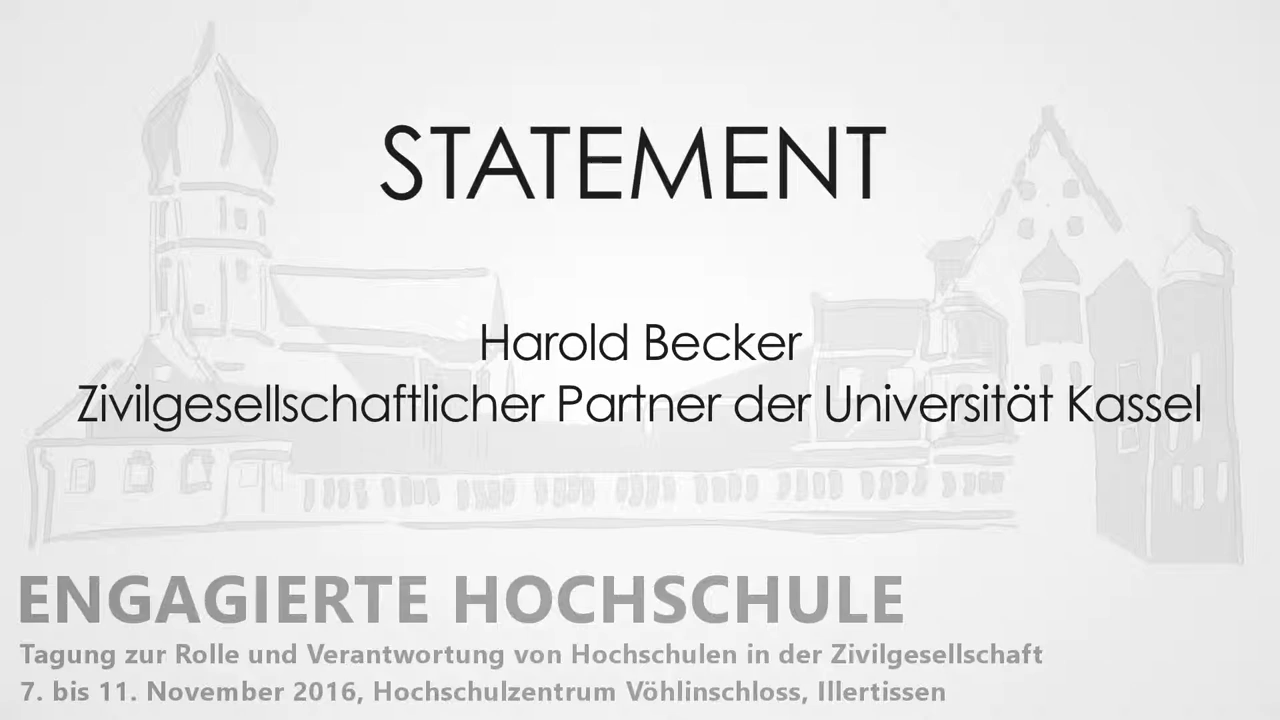 STATEMENT
Harold Becker
Zivilgesellschaftlicher Partner der Universität Kassel
ENGAGIERTE HOCHSCHULE
Tagung zur Rolle und Verantwortung von Hochschulen in der Zivilgesellschaft
7. bis 11. November 2016, Hochschulzentrum Vöhlinschloss, Illertissen